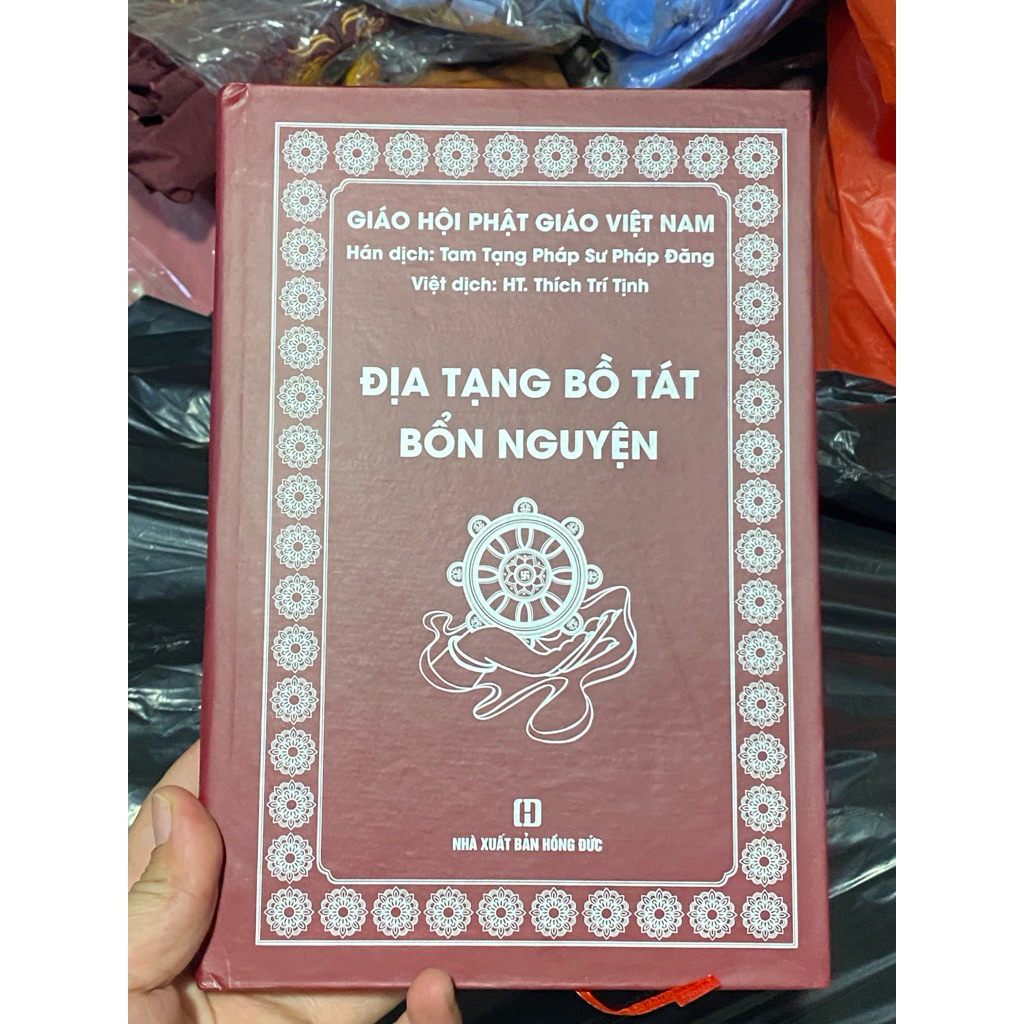 GIÁO HỘI PHẬT GIÁO VIỆT NAM
Hán dịch: Tam Tạng Pháp Sư Pháp Đăng
Việt dịch: HT. Thích Trí Tịnh
ĐỊA TẠNG BỒ TÁT
BỔN NGUYỆN
NHÀ XUẤT BẢN HỒNG ĐỨC